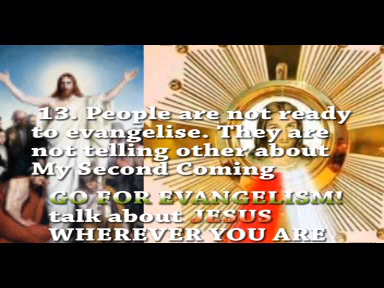 13. People are not ready
to evangelise. They are
not telling other about
My Second Coming
GO FOR EVANGELISM!
talk about JESUS
WHEREVER YOU ARE